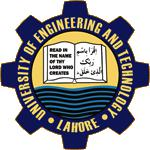 UNIVERSITY OF ENGINEERING AND TECHNOLOGY
READ IN
THE NAME
OF THY
LORD WHO
CREATES
اقرأ باسم
ربك
الذي خلق
LAHORE